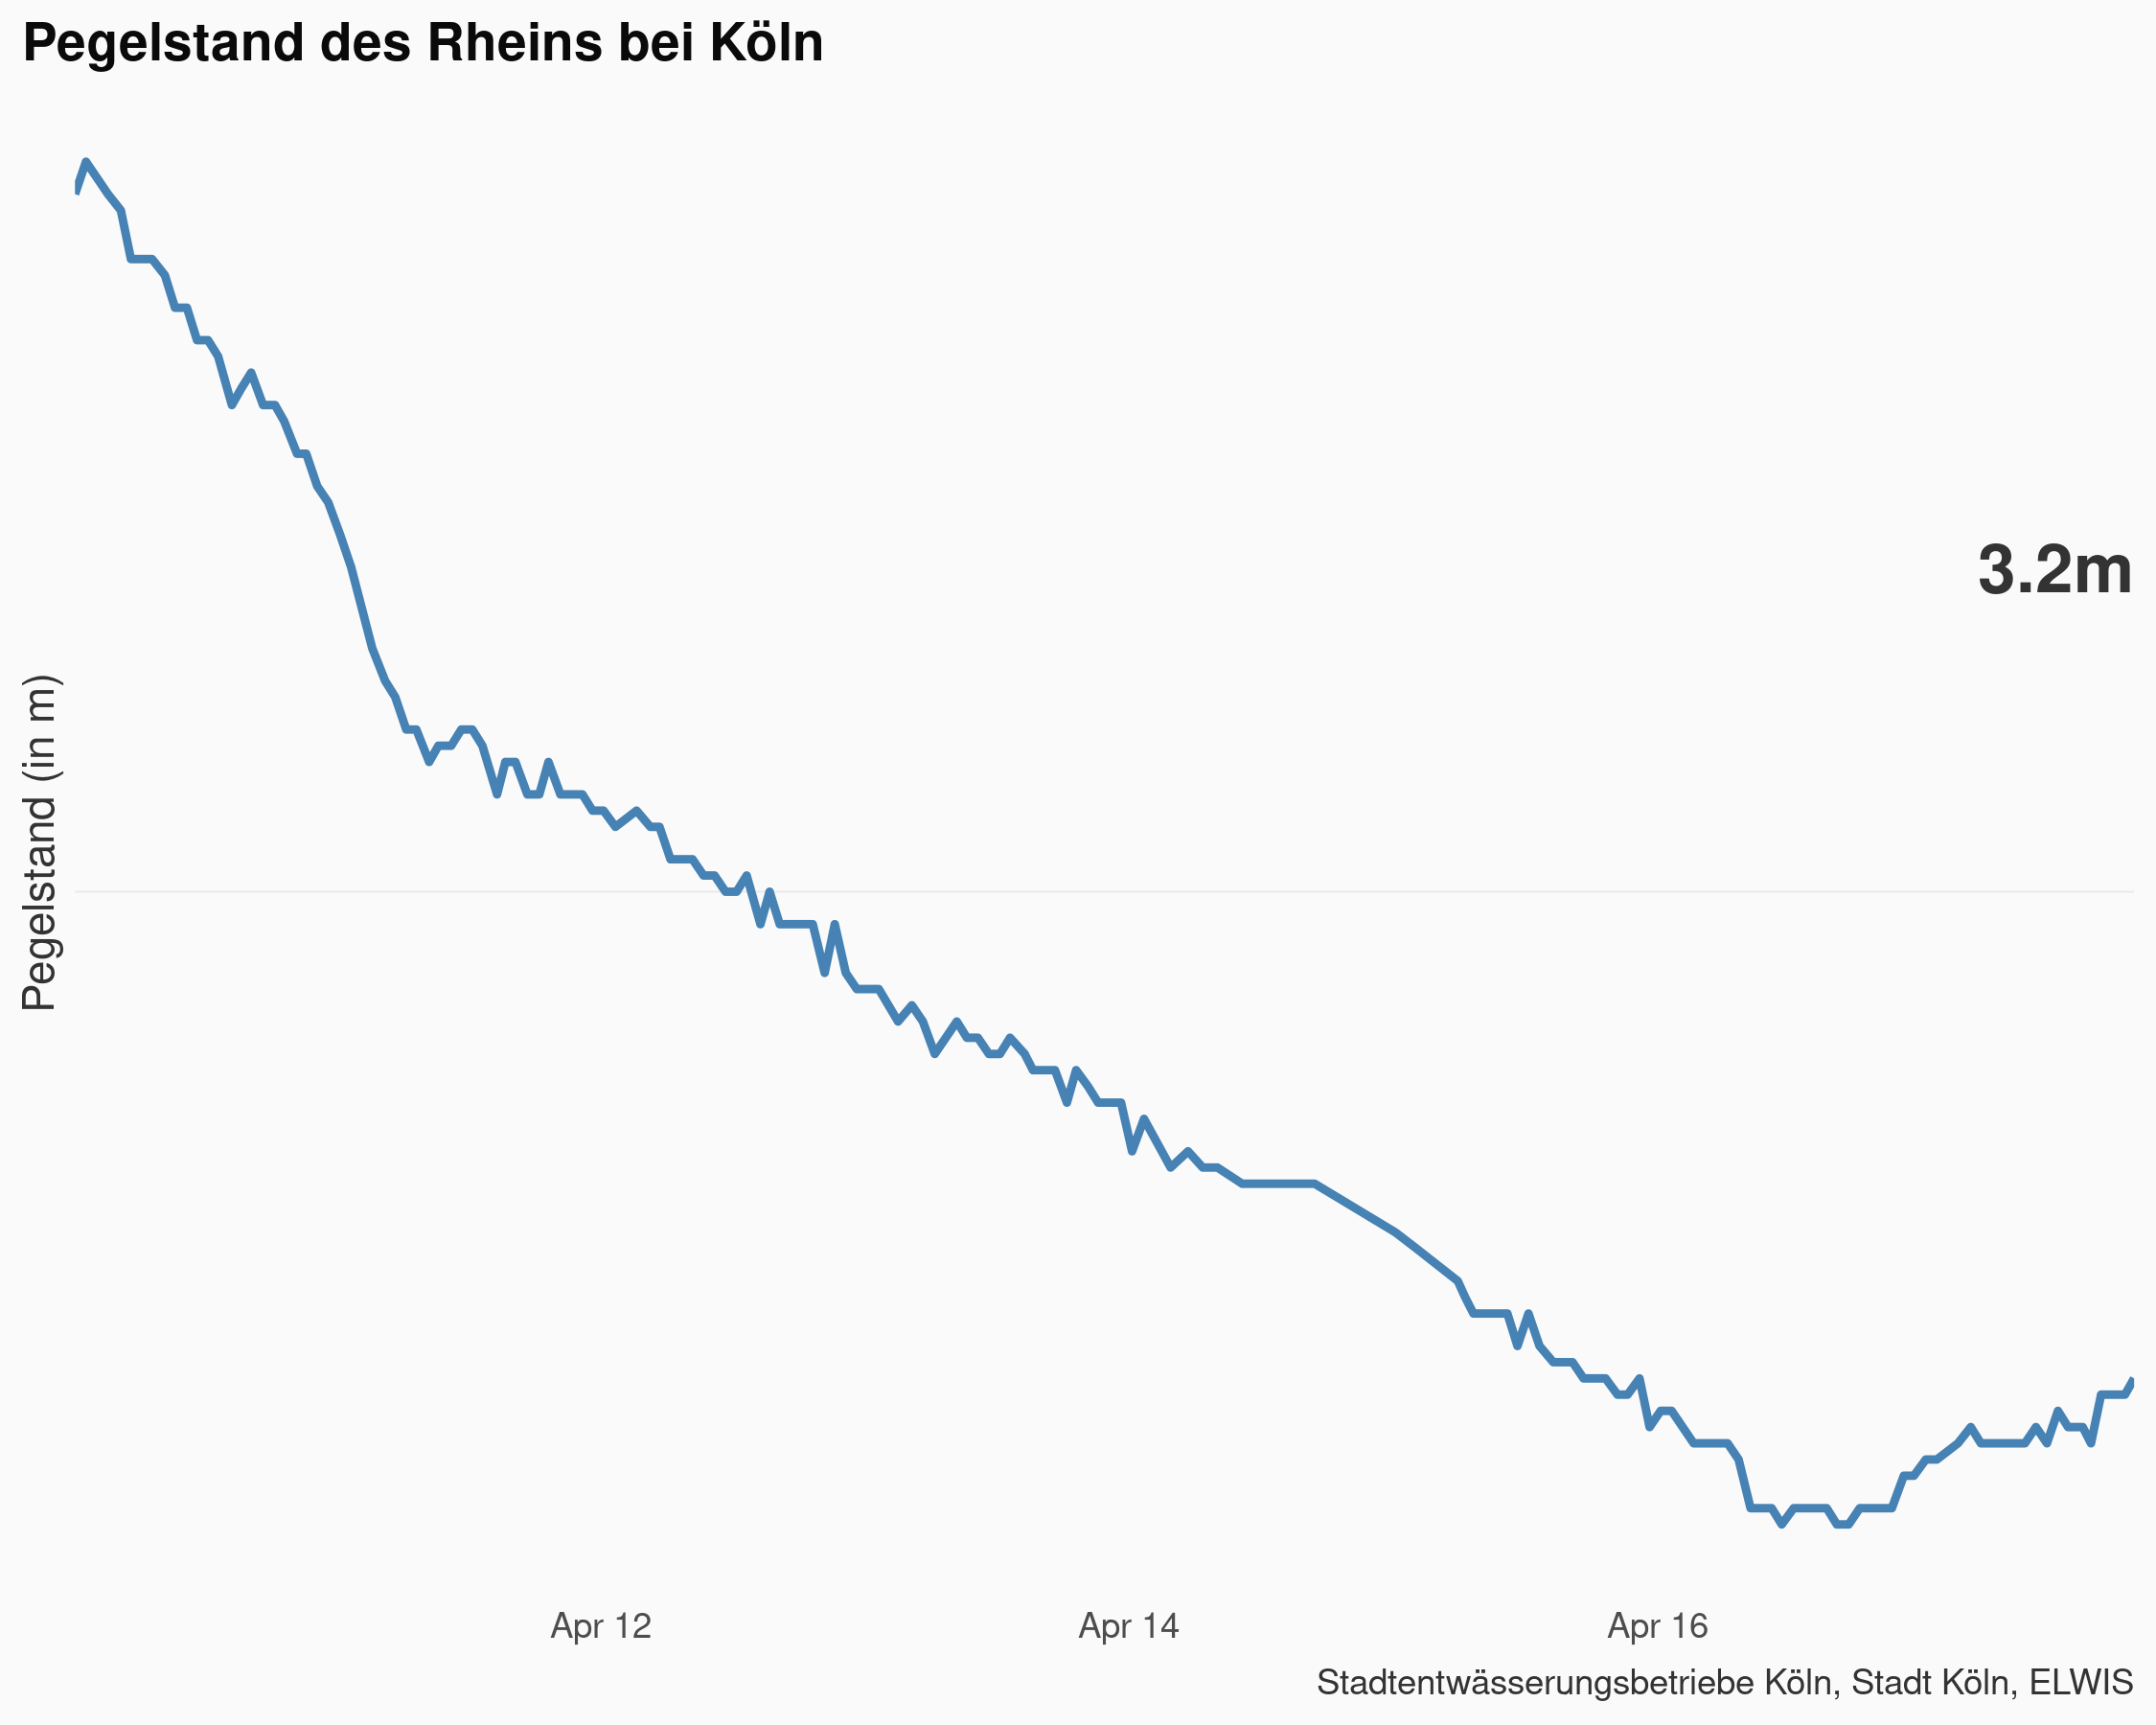 Pegelstand des Rheins bei Köln
3.2m
Pegelstand (in m)
Apr 12
Apr 14
Apr 16
Stadtentwässerungsbetriebe Köln, Stadt Köln, ELWIS